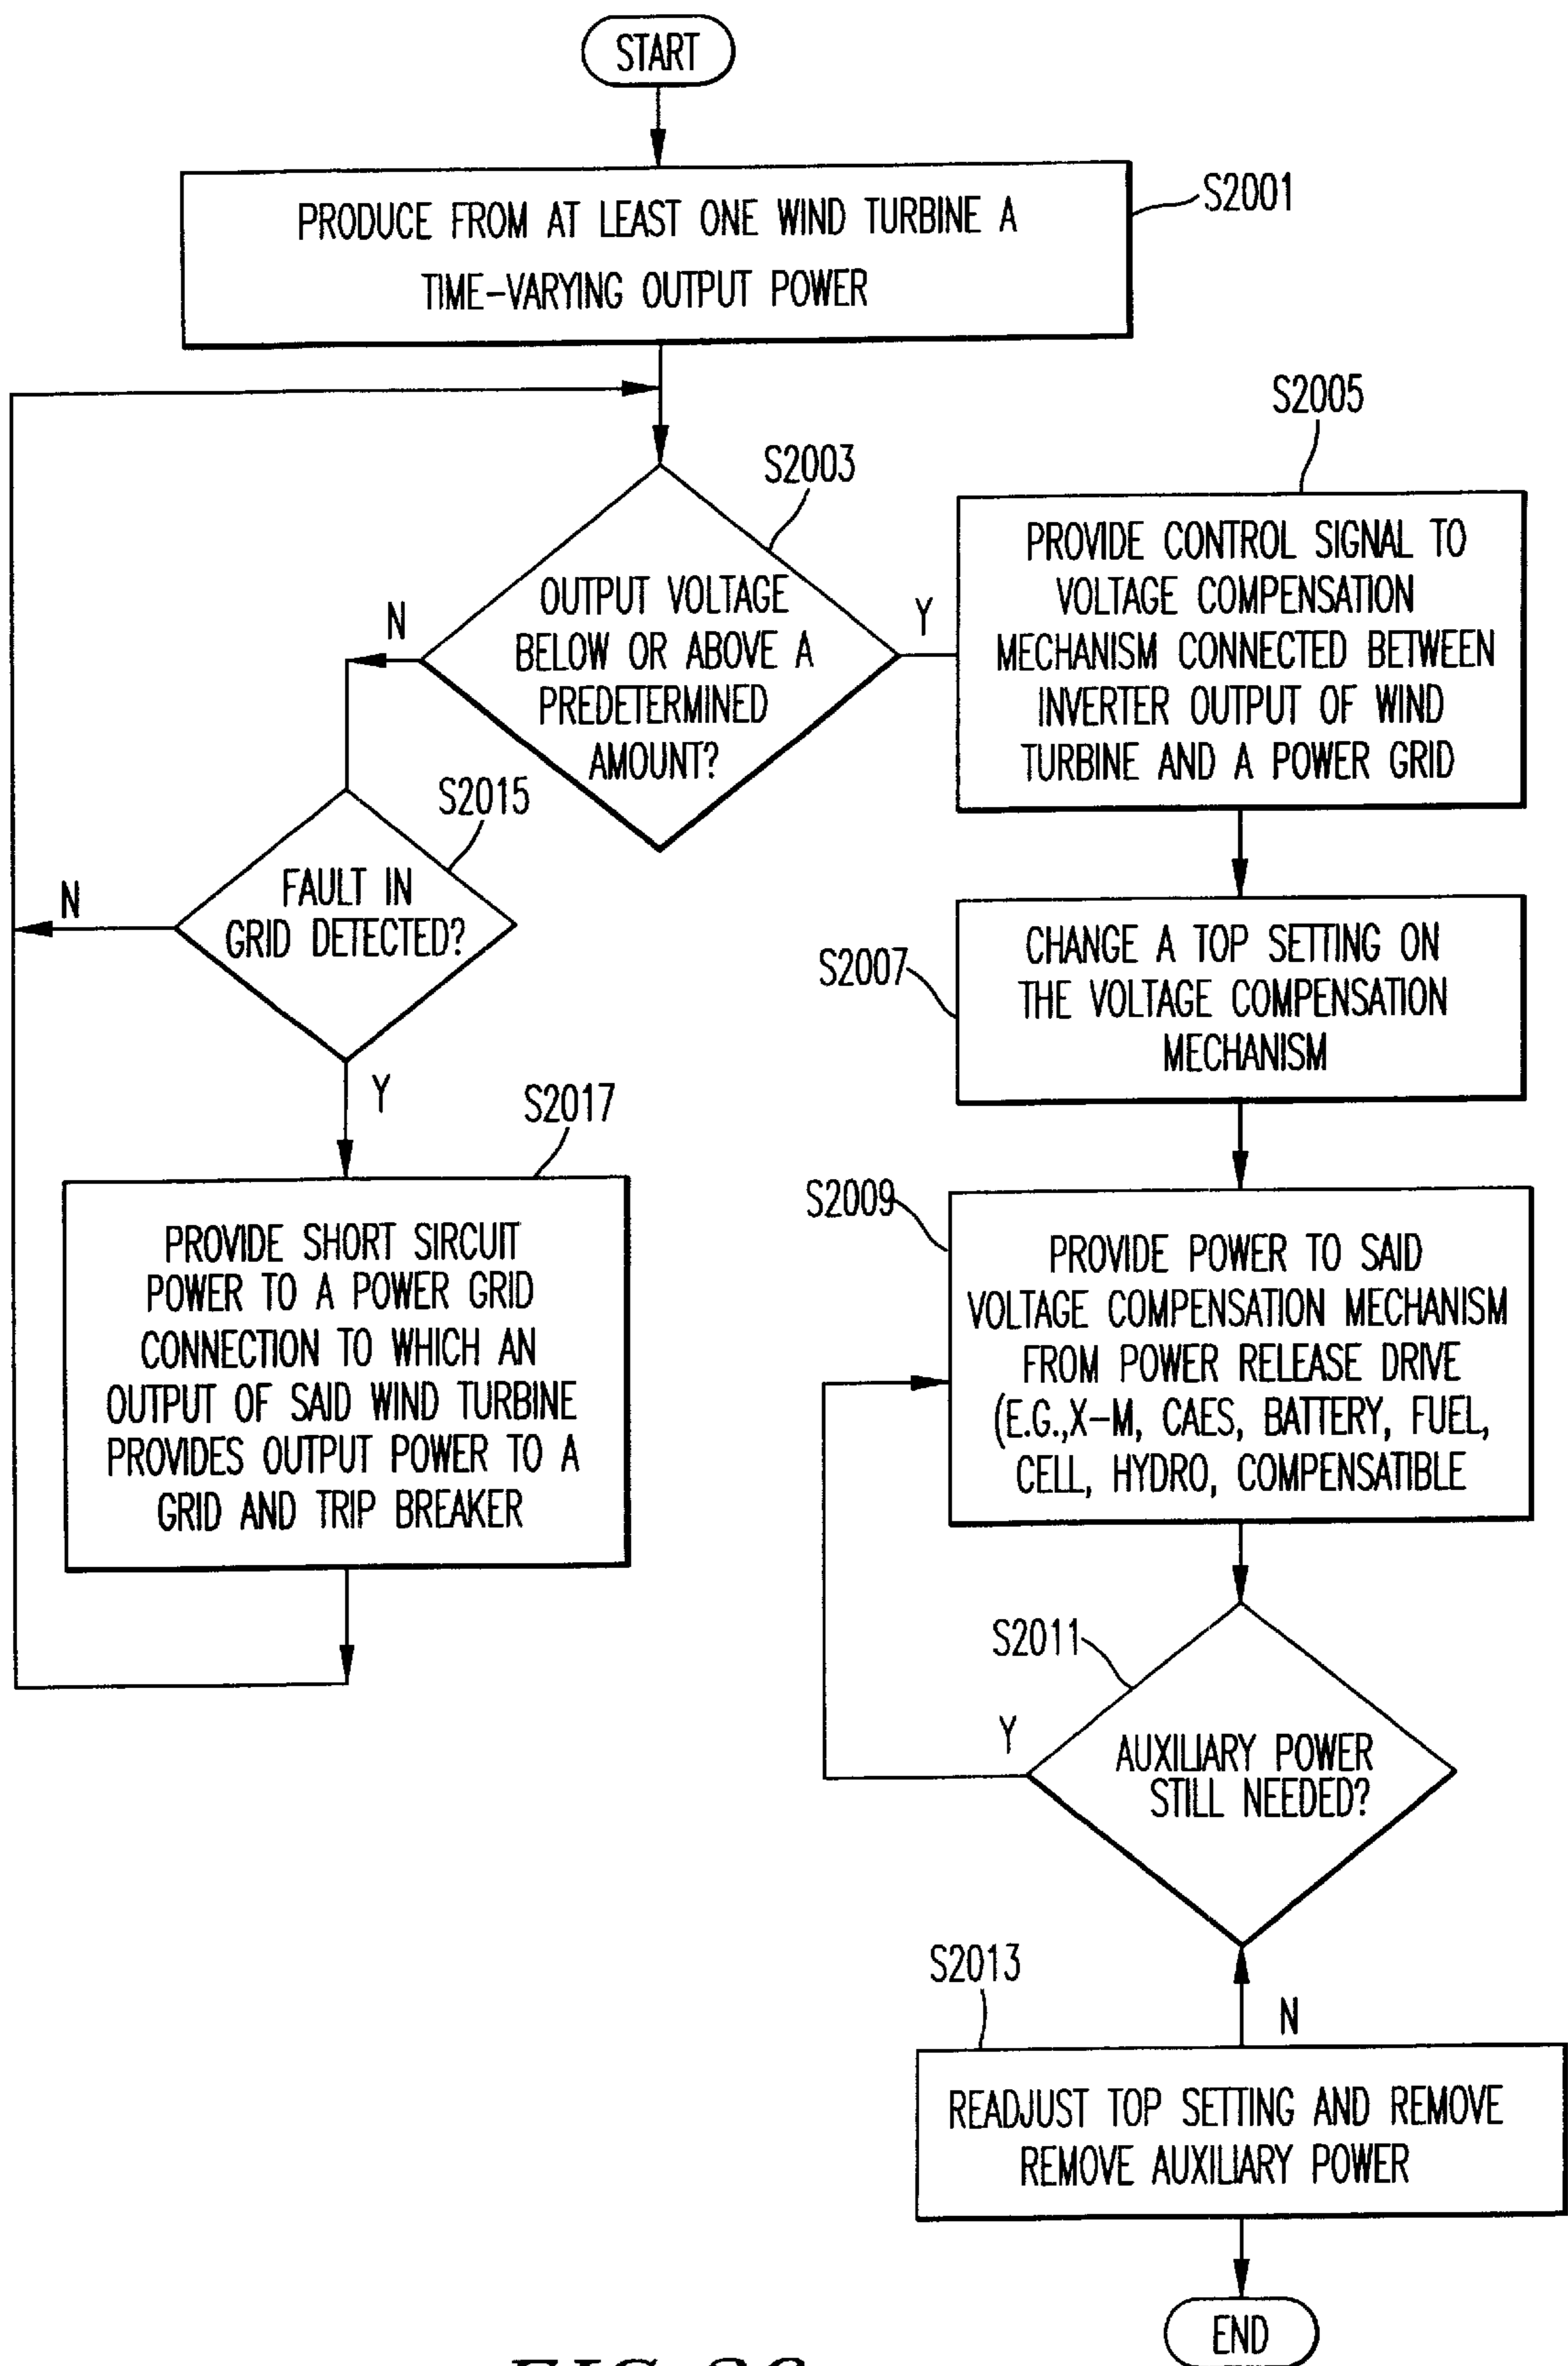 START
PRODUCE FROM AT LEAST ONE WIND TURBINE A
TIME-VARYING OUTPUT POWER
S2001
S2003
OUTPUT VOLTAGE
BELOW OR ABOVE A
PREDETERMINED
AMOUNT?
N
Y
S2005
PROVIDE CONTROL SIGNAL TO
VOLTAGE COMPENSATION
MECHANISM CONNECTED BETWEEN
INVERTER OUTPUT OF WIND
TURBINE AND A POWER GRID
S2015
FAULT IN
GRID DETECTED?
N
Y
S2007
CHANGE A TOP SETTING ON
THE VOLTAGE COMPENSATION
MECHANISM
S2017
PROVIDE SHORT SIRCUIT
POWER TO A POWER GRID
CONNECTION TO WHICH AN
OUTPUT OF SAID WIND TURBINE
PROVIDES OUTPUT POWER TO A
GRID AND TRIP BREAKER
S2009
PROVIDE POWER TO SAID
VOLTAGE COMPENSATION MECHANISM
FROM POWER RELEASE DRIVE
(E.G.,X-M, CAES, BATTERY, FUEL,
CELL, HYDRO, COMPENSATIBLE
S2011
Y
AUXILIARY POWER
STILL NEEDED?
N
S2013
READJUST TOP SETTING AND REMOVE
REMOVE AUXILIARY POWER
END